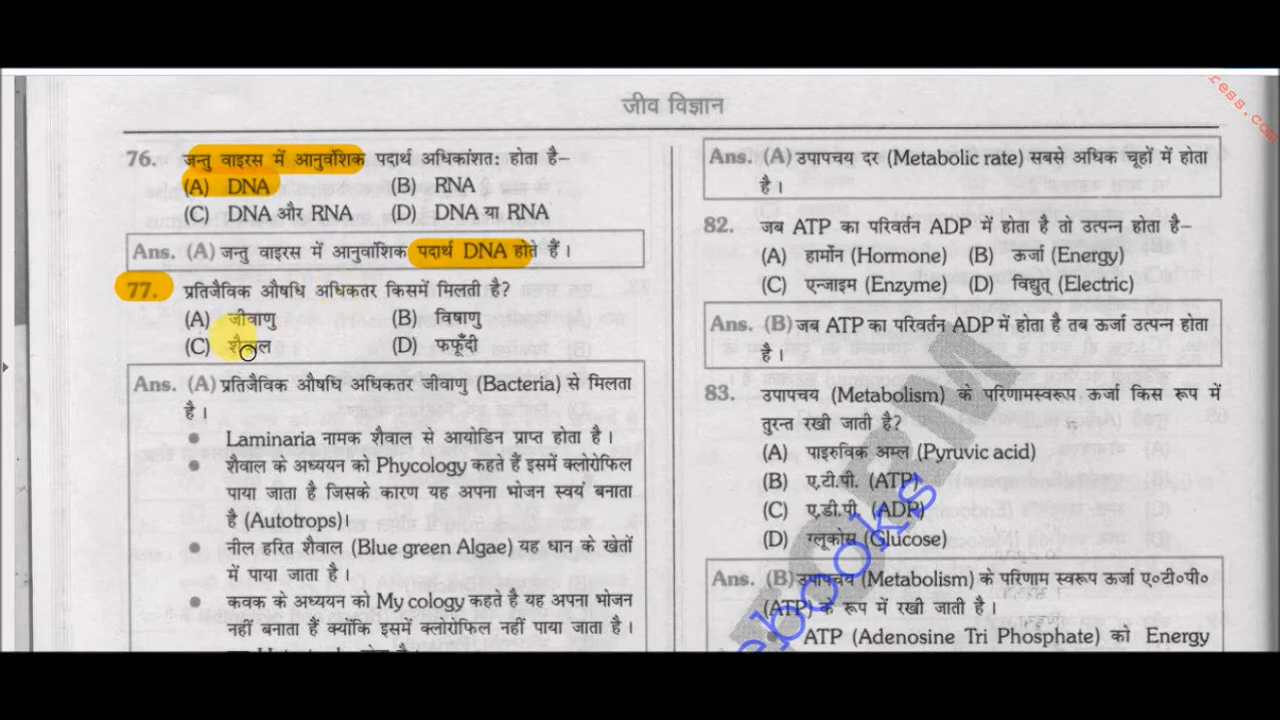 ress.com
जीव विज्ञान
76. जन्तु वाइरस में आनुवंशिक पदार्थ अधिकांशतः होता है–
(A) DNA (B) RNA
(C) DNA और RNA (D) DNA या RNA
Ans. (A) जन्तु वाइरस में आनुवांशिक पदार्थ DNA होते हैं।
77. प्रतिजैविक औषधि अधिकतर किसमें मिलती है?
(A) जीवाणु (B) विषाणु
(C) शैवाल (D) फफूँदी
Ans. (A) प्रतिजैविक औषधि अधिकतर जीवाणु (Bacteria) से मिलता
है।
• Laminaria नामक शैवाल से आयोडिन प्राप्त होता है।
• शैवाल के अध्ययन को Phycology कहते हैं इसमें क्लोरोफिल
पाया जाता है जिसके कारण यह अपना भोजन स्वयं बनाता
है (Autotrops)।
• नील हरित शैवाल (Blue green Algae) यह धान के खेतों
में पाया जाता है।
• कवक के अध्ययन को My cology कहते है यह अपना भोजन
नहीं बनाता हैं क्योंकि इसमें क्लोरोफिल नहीं पाया जाता है।
Ans. (A) उपापचय दर (Metabolic rate) सबसे अधिक चूहों में होता
है।
82. जब ATP का परिवर्तन ADP में होता है तो उत्पन्न होता है–
(A) हार्मोन (Hormone) (B) ऊर्जा (Energy)
(C) एन्जाइम (Enzyme) (D) विद्युत् (Electric)
Ans. (B) जब ATP का परिवर्तन ADP में होता है तब ऊर्जा उत्पन्न होता
है।
83. उपापचय (Metabolism) के परिणामस्वरूप ऊर्जा किस रूप में
तुरन्त रखी जाती है?
(A) पाइरुविक अम्ल (Pyruvic acid)
(B) ए.टी.पी. (ATP)
(C) ए.डी.पी. (ADP)
(D) ग्लूकोस (Glucose)
Ans. (B) उपापचय (Metabolism) के परिणाम स्वरूप ऊर्जा ए०टी०पी०
(ATP) के रूप में रखी जाती है।
• ATP (Adenosine Tri Phosphate) को Energy
ebooks